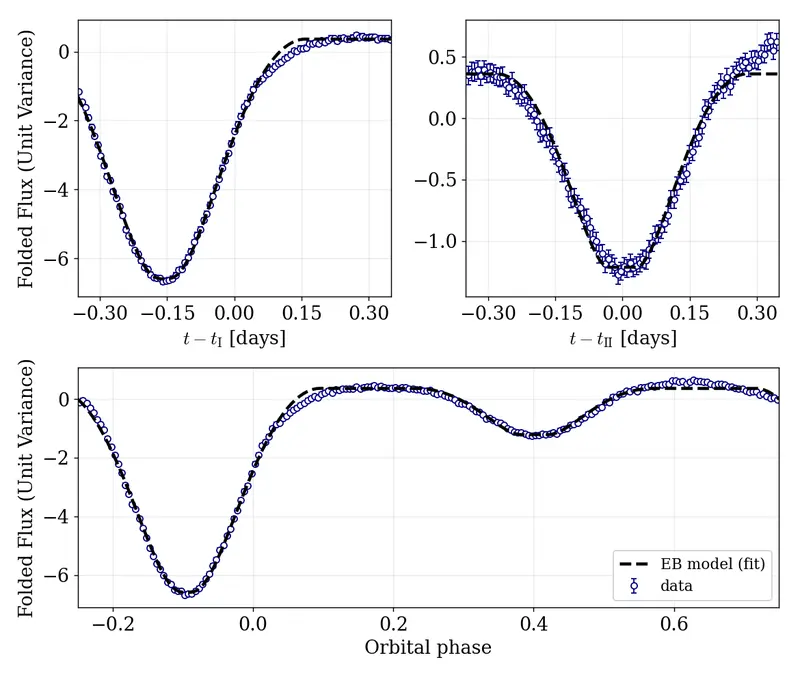 Folded Flux (Unit Variance)
0
−2
−4
−6
−0.30 −0.15 0.00 0.15 0.30
t − tI [days]
0.5
0.0
−0.5
−1.0
−0.30 −0.15 0.00 0.15 0.30
t − tII [days]
Folded Flux (Unit Variance)
0
−2
−4
−6
EB model (fit)
data
−0.2 0.0 0.2 0.4 0.6
Orbital phase